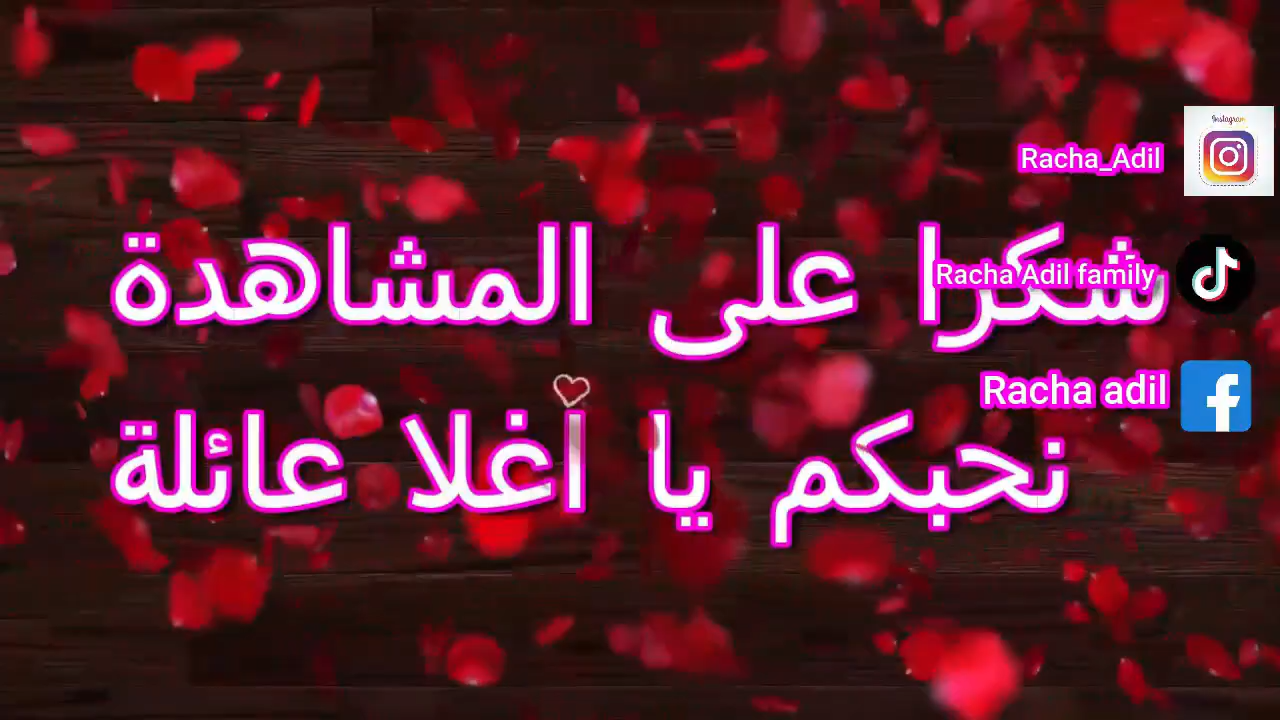 Instagram
Racha_Adil
شكرا على المشاهدة
Racha Adil family
Racha adil
نحبكم يا أغلا عائلة